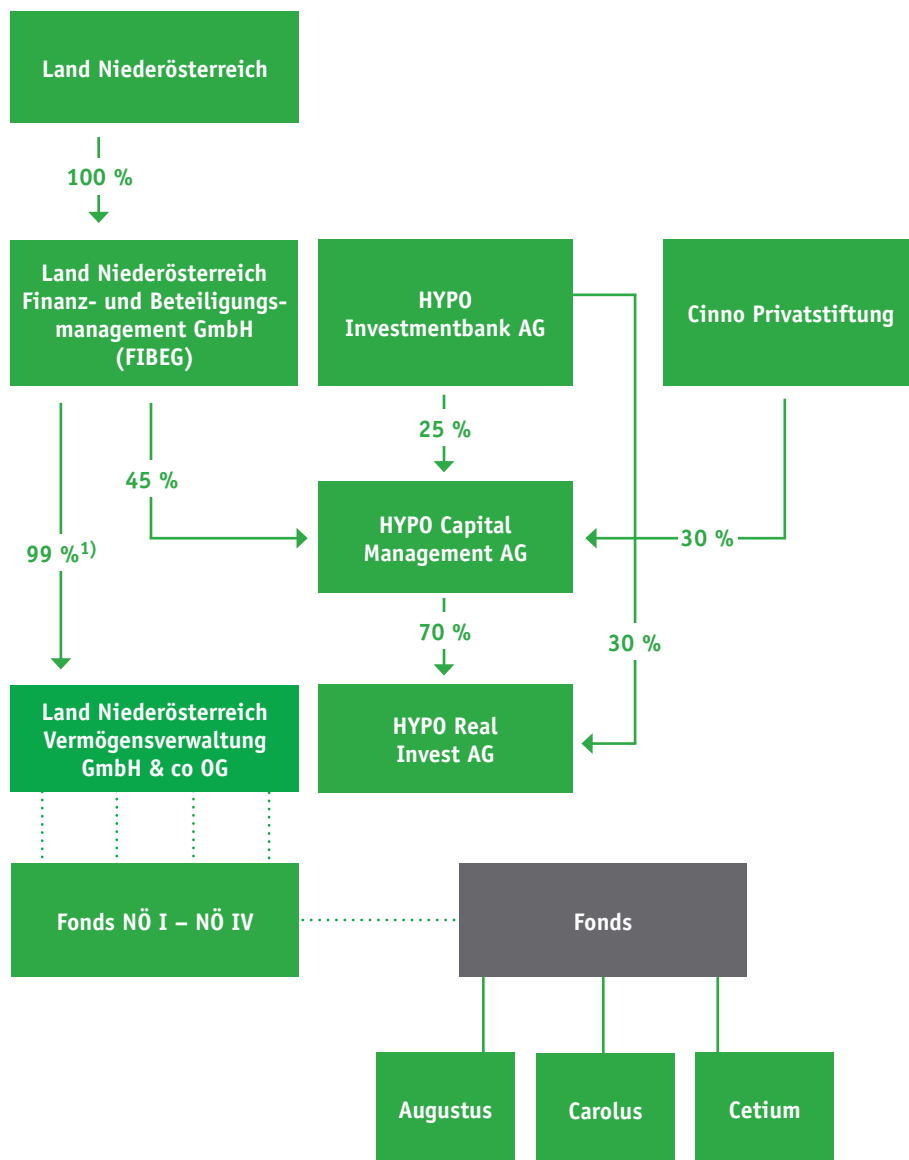 Land Niederösterreich
100 %
Land Niederösterreich
Finanz- und Beteiligungs-
management GmbH
(FIBEG)
HYPO
Investmentbank AG
Cinno Privatstiftung
25 %
45 %
HYPO Capital
Management AG
30 %
99 %1)
70 %
30 %
Land Niederösterreich
Vermögensverwaltung
GmbH & co OG
HYPO Real
Invest AG
Fonds NÖ I – NÖ IV
Fonds
Augustus
Carolus
Cetium